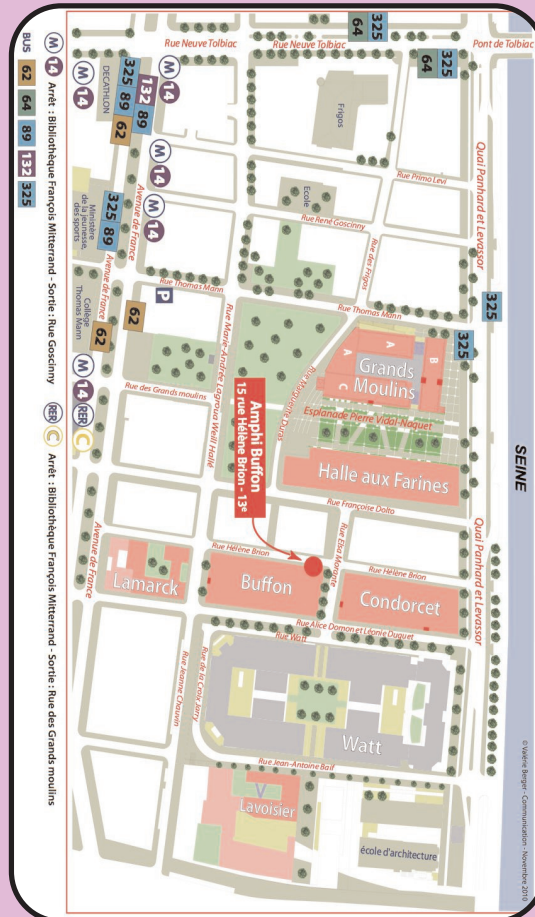 Rue Neuve Tolbiac
Rue Neuve Tolbiac
Pont de Tolbiac
64
325
64
325
M 14
M 14
DECATHLON
325 89
62
132 89
M 14
M 14
M 14
Frigos
Rue Primo Levi
Ecole
Rue René Goscinny
Rue des Frigos
Quai Panhard et Levassor
Avenue de France
Ministère
de la jeunesse,
des sports
325 89
Avenue de France
Rue Thomas Mann
Rue Thomas Mann
325
325
P
62
Collège
Thomas Mann
62
M 14 RER C
Rue des Grands moulins
Rue Marie-Andrée Lagroua Weill Hallé
Rue Marguerite Duras
A
A
B
C
Grands
Moulins
Esplanade Pierre Vidal-Naquet
Halle aux Farines
SEINE
Amphi Buffon
15 rue Hélène Brion - 13e
Rue Françoise Dolto
Rue Elsa Morante
Rue Hélène Brion
Rue Hélène Brion
Quai Panhard et Levassor
Avenue de France
Lamarck
Buffon
Condorcet
Rue Alice Domon et Léonie Duquet
Rue Watt
Rue de la Croix Jarry
Rue Jeanne Chauvin
Watt
Rue Jean-Antoine Baïf
Lavoisier
école d'architecture
© Valérie Berger - Communication - Novembre 2010
M 14 Arrêt : Bibliothèque François Mitterrand - Sortie : Rue Goscinny
RER C Arrêt : Bibliothèque François Mitterrand - Sortie : Rue des Grands moulins
BUS 62 64 89 132 325